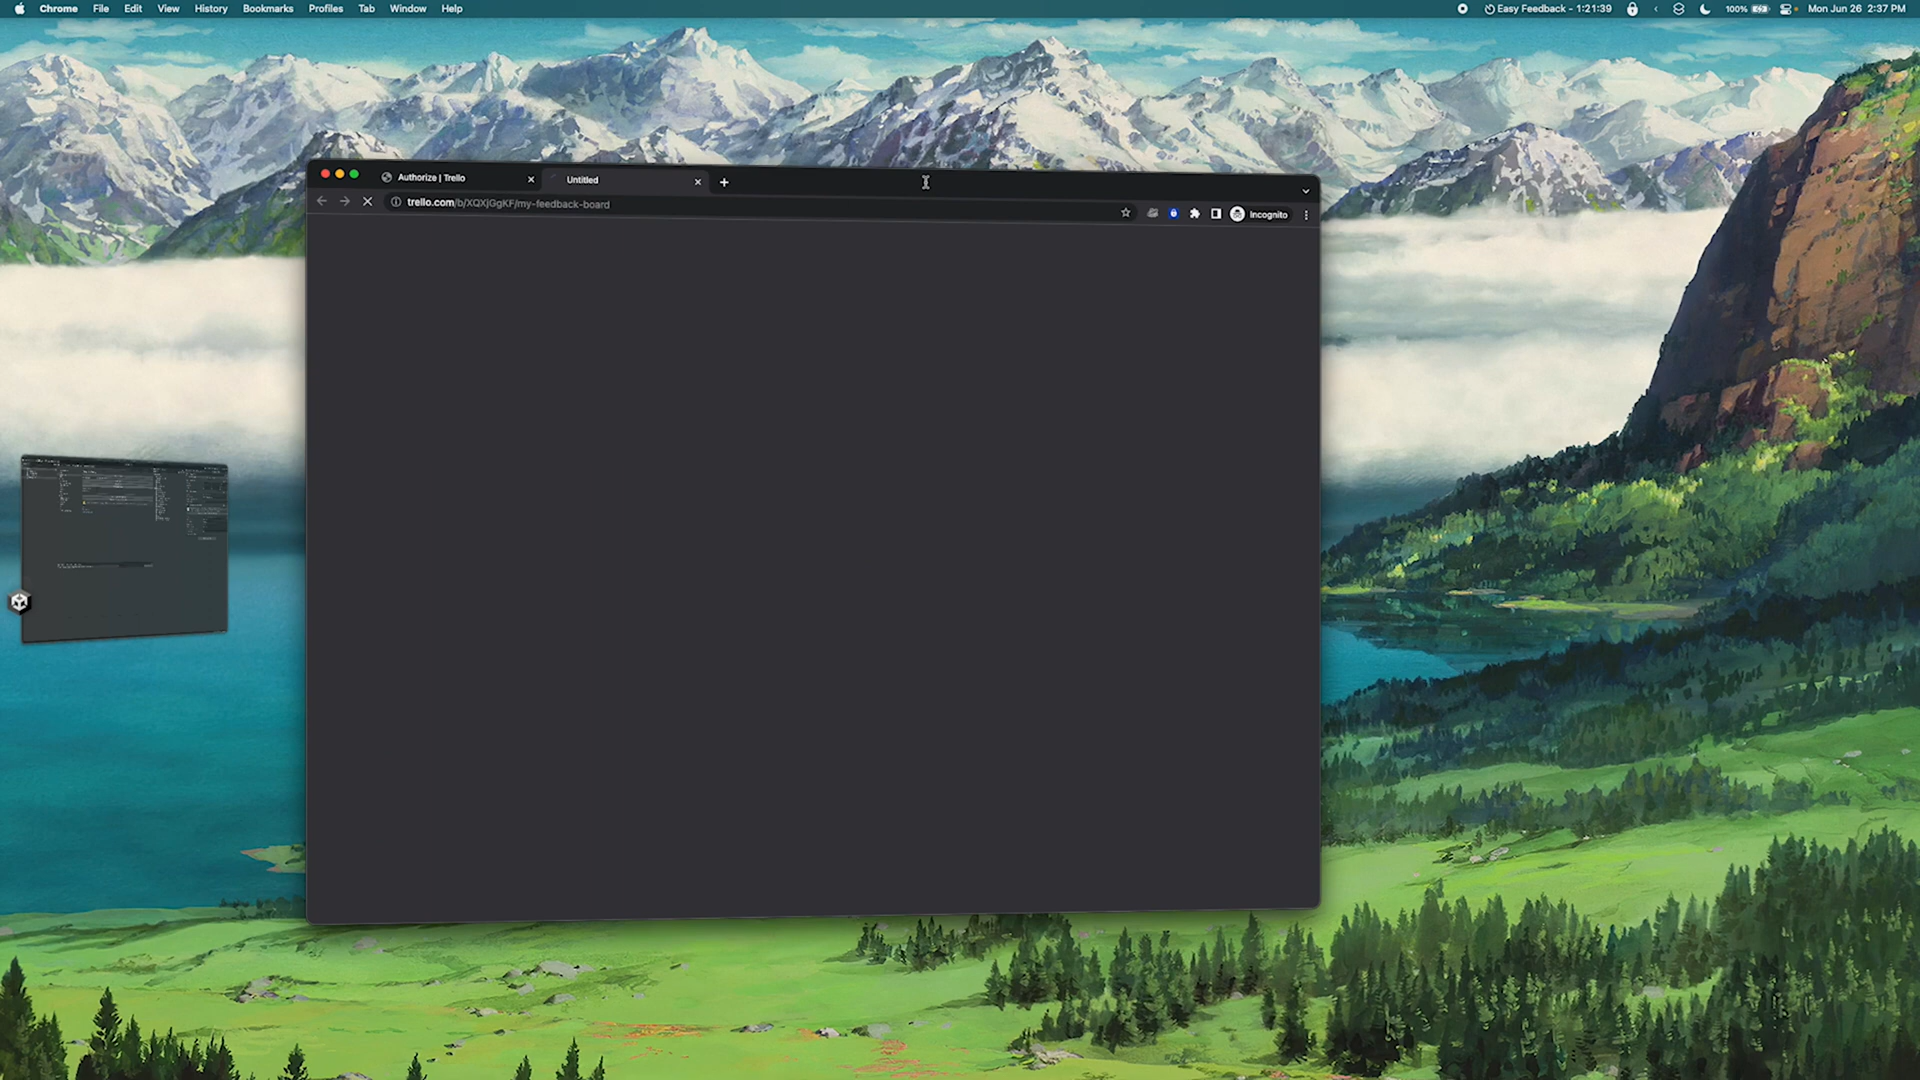 Chrome File Edit View History Bookmarks Profiles Tab Window Help
Easy Feedback - 1:21:39 100% Mon Jun 26 2:37 PM
Authorize | Trello
Untitled
trello.com/b/XQXjGgKF/my-feedback-board
Incognito